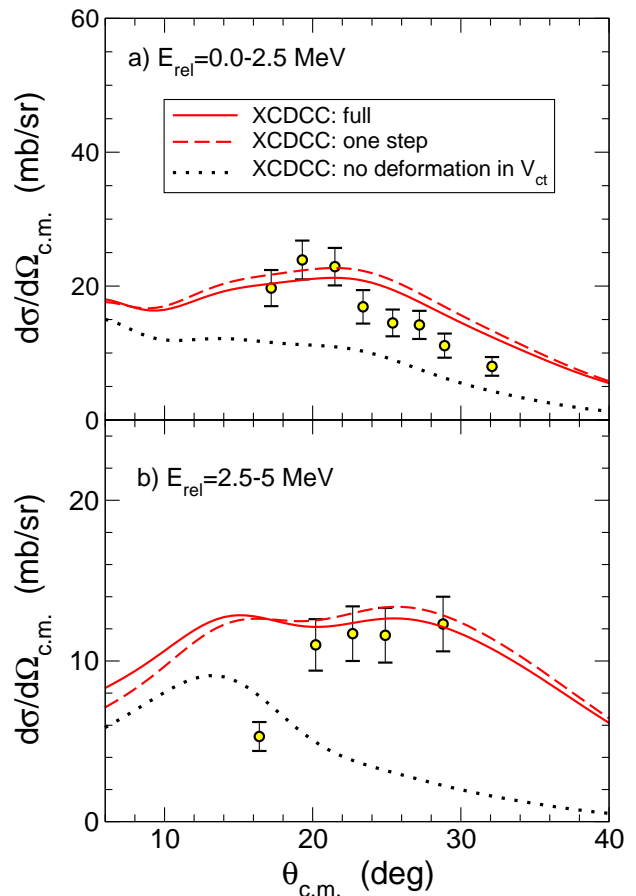 60
a) E_rel=0.0-2.5 MeV
XCDCC: full
XCDCC: one step
XCDCC: no deformation in V_ct
40
20
0
dσ/dΩ_c.m. (mb/sr)
b) E_rel=2.5-5 MeV
20
10
0
dσ/dΩ_c.m. (mb/sr)
10 20 30 40
θ_c.m. (deg)